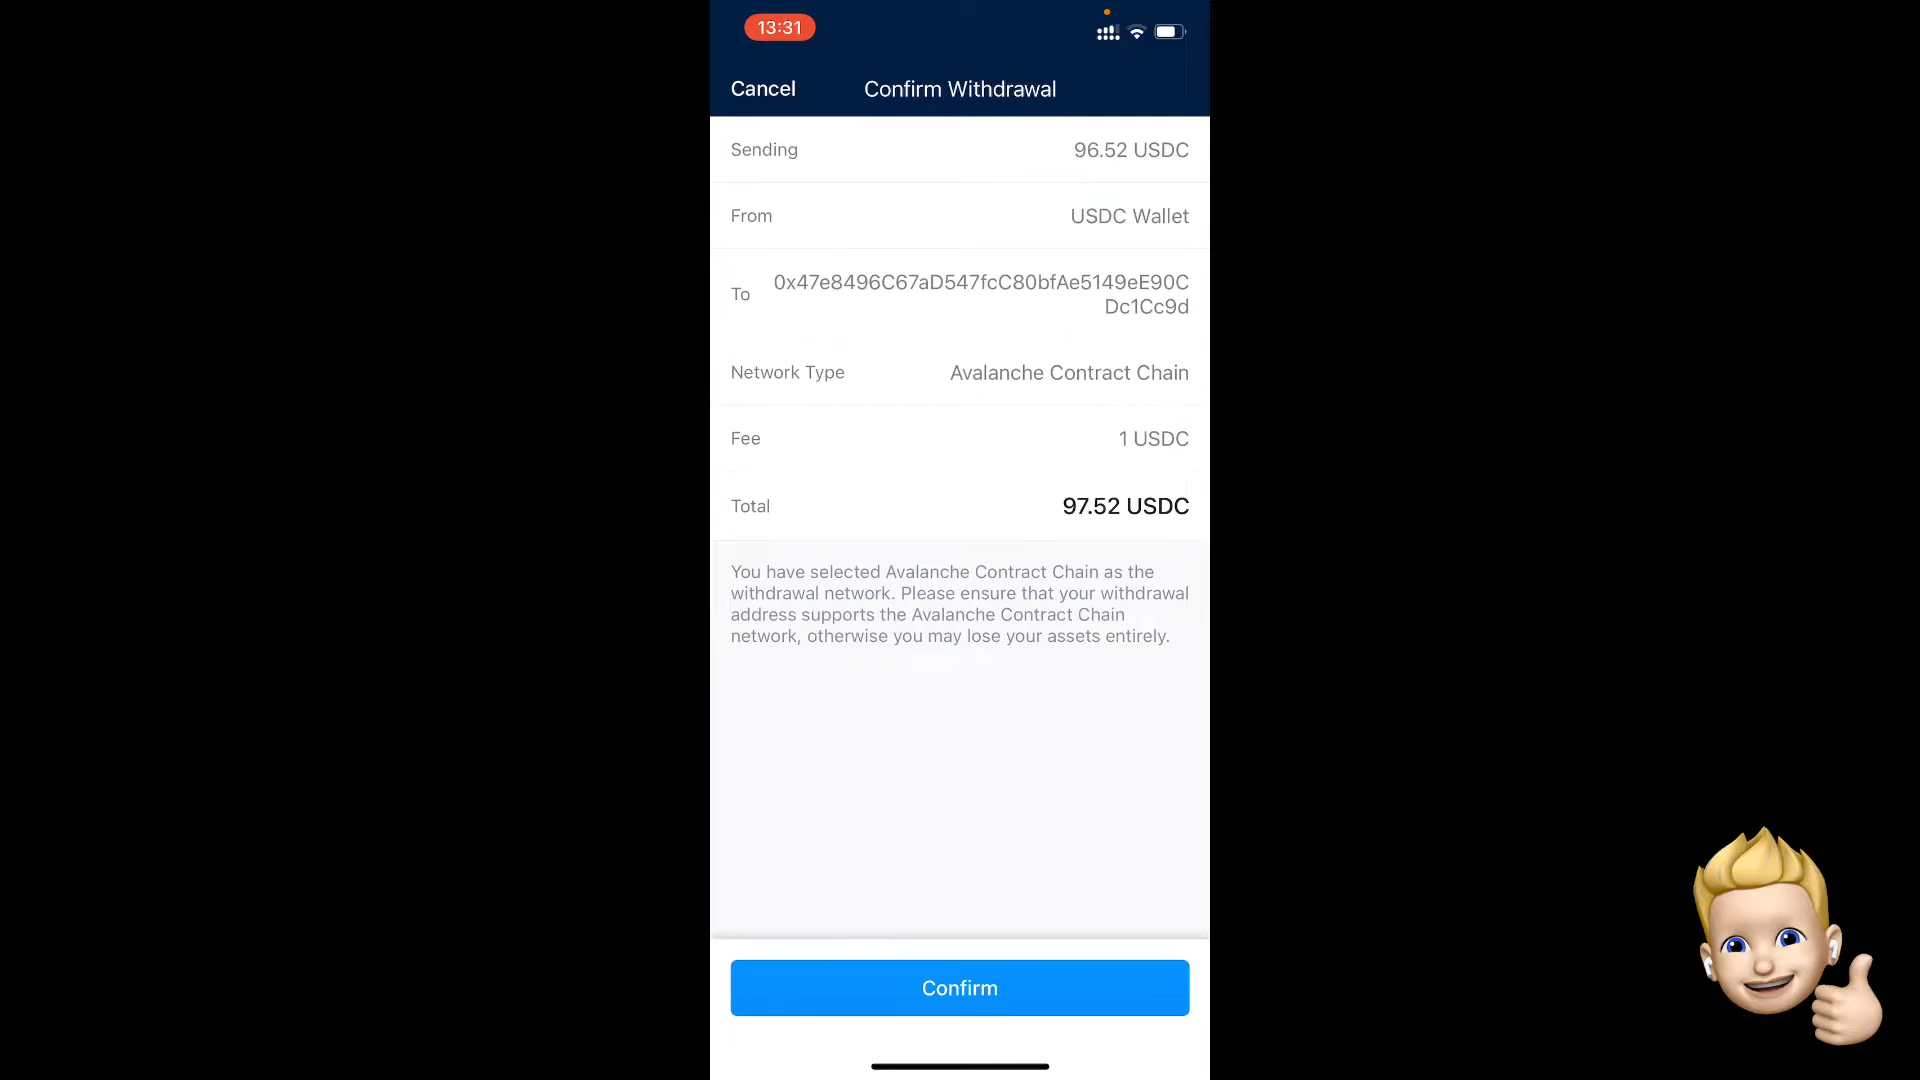 13:31
Cancel Confirm Withdrawal
Sending 96.52 USDC
From USDC Wallet
To 0x47e8496C67aD547fcC80bfAe5149eE90C
Dc1Cc9d
Network Type Avalanche Contract Chain
Fee 1 USDC
Total 97.52 USDC
You have selected Avalanche Contract Chain as the
withdrawal network. Please ensure that your withdrawal
address supports the Avalanche Contract Chain
network, otherwise you may lose your assets entirely.
Confirm